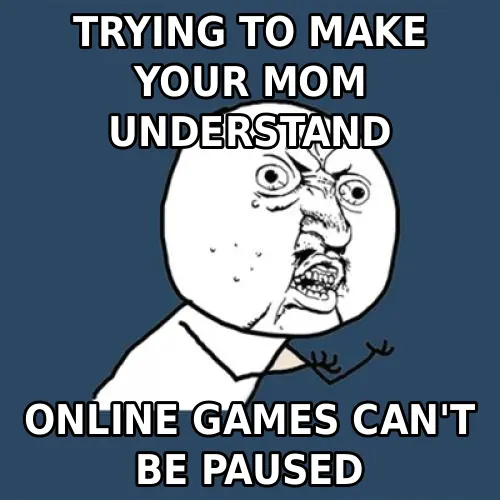 TRYING TO MAKE
YOUR MOM
UNDERSTAND
ONLINE GAMES CAN'T
BE PAUSED